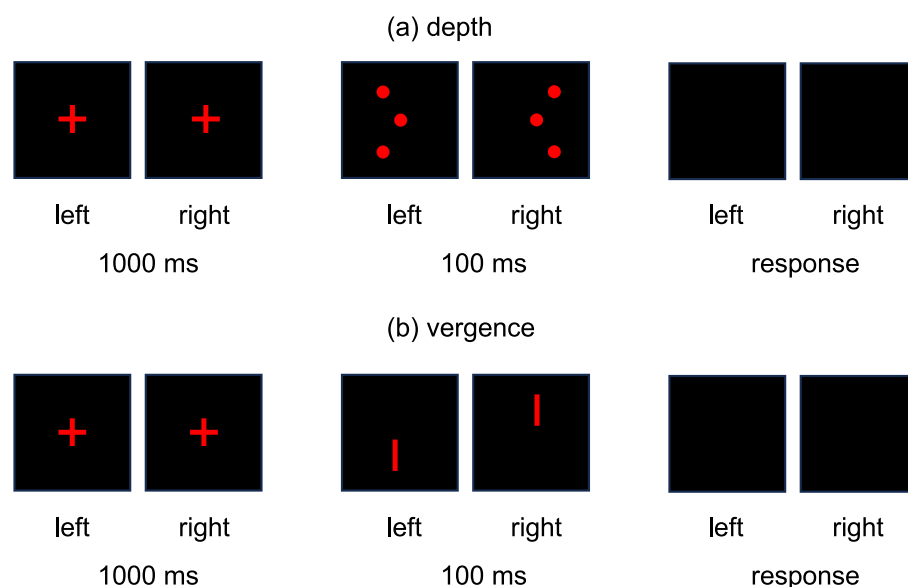 (a) depth
left right left right left right
1000 ms 100 ms response
(b) vergence
left right left right left right
1000 ms 100 ms response